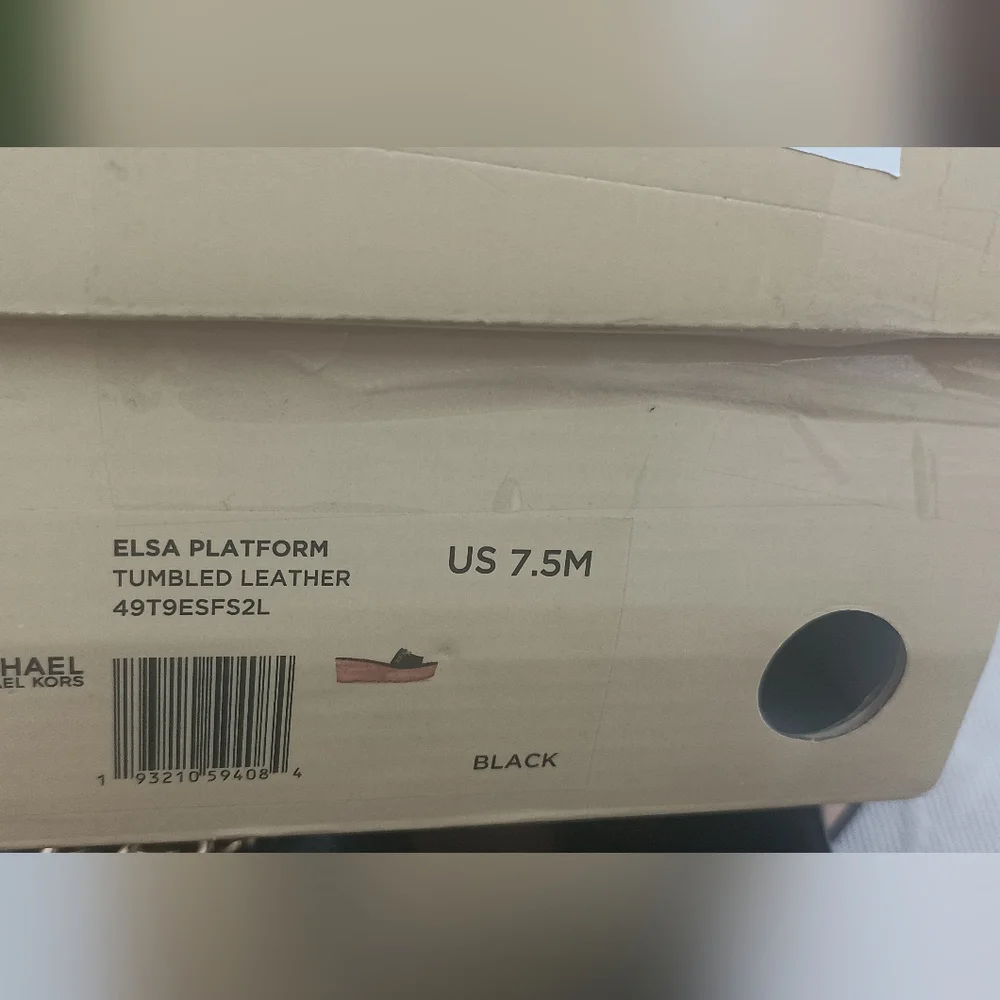 ELSA PLATFORM
TUMBLED LEATHER
49T9ESFS2L
US 7.5M
HAEL
EL KORS
1 93210 59408 4
BLACK